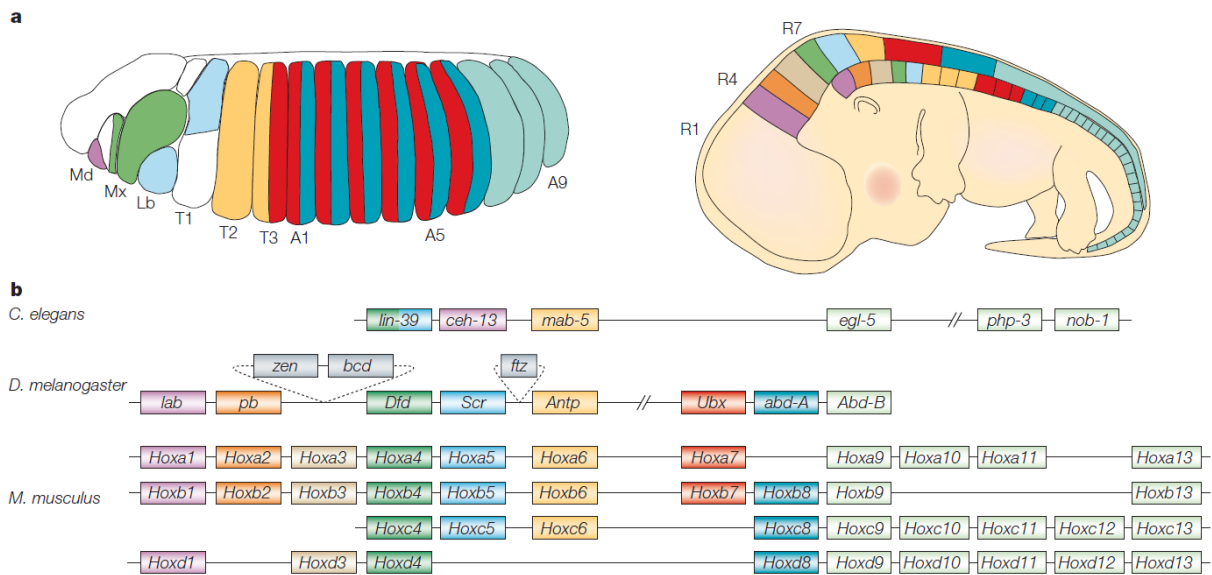 a
R7
R4
R1
Md
Mx
Lb
T1
T2
T3
A1
A5
A9
b
C. elegans
lin-39 ceh-13 mab-5 egl-5 // php-3 nob-1
zen bcd ftz
D. melanogaster
lab pb Dfd Scr Antp // Ubx abd-A Abd-B
Hoxa1 Hoxa2 Hoxa3 Hoxa4 Hoxa5 Hoxa6 Hoxa7 Hoxa9 Hoxa10 Hoxa11 Hoxa13
M. musculus
Hoxb1 Hoxb2 Hoxb3 Hoxb4 Hoxb5 Hoxb6 Hoxb7 Hoxb8 Hoxb9 Hoxb13
Hoxc4 Hoxc5 Hoxc6 Hoxc8 Hoxc9 Hoxc10 Hoxc11 Hoxc12 Hoxc13
Hoxd1 Hoxd3 Hoxd4 Hoxd8 Hoxd9 Hoxd10 Hoxd11 Hoxd12 Hoxd13